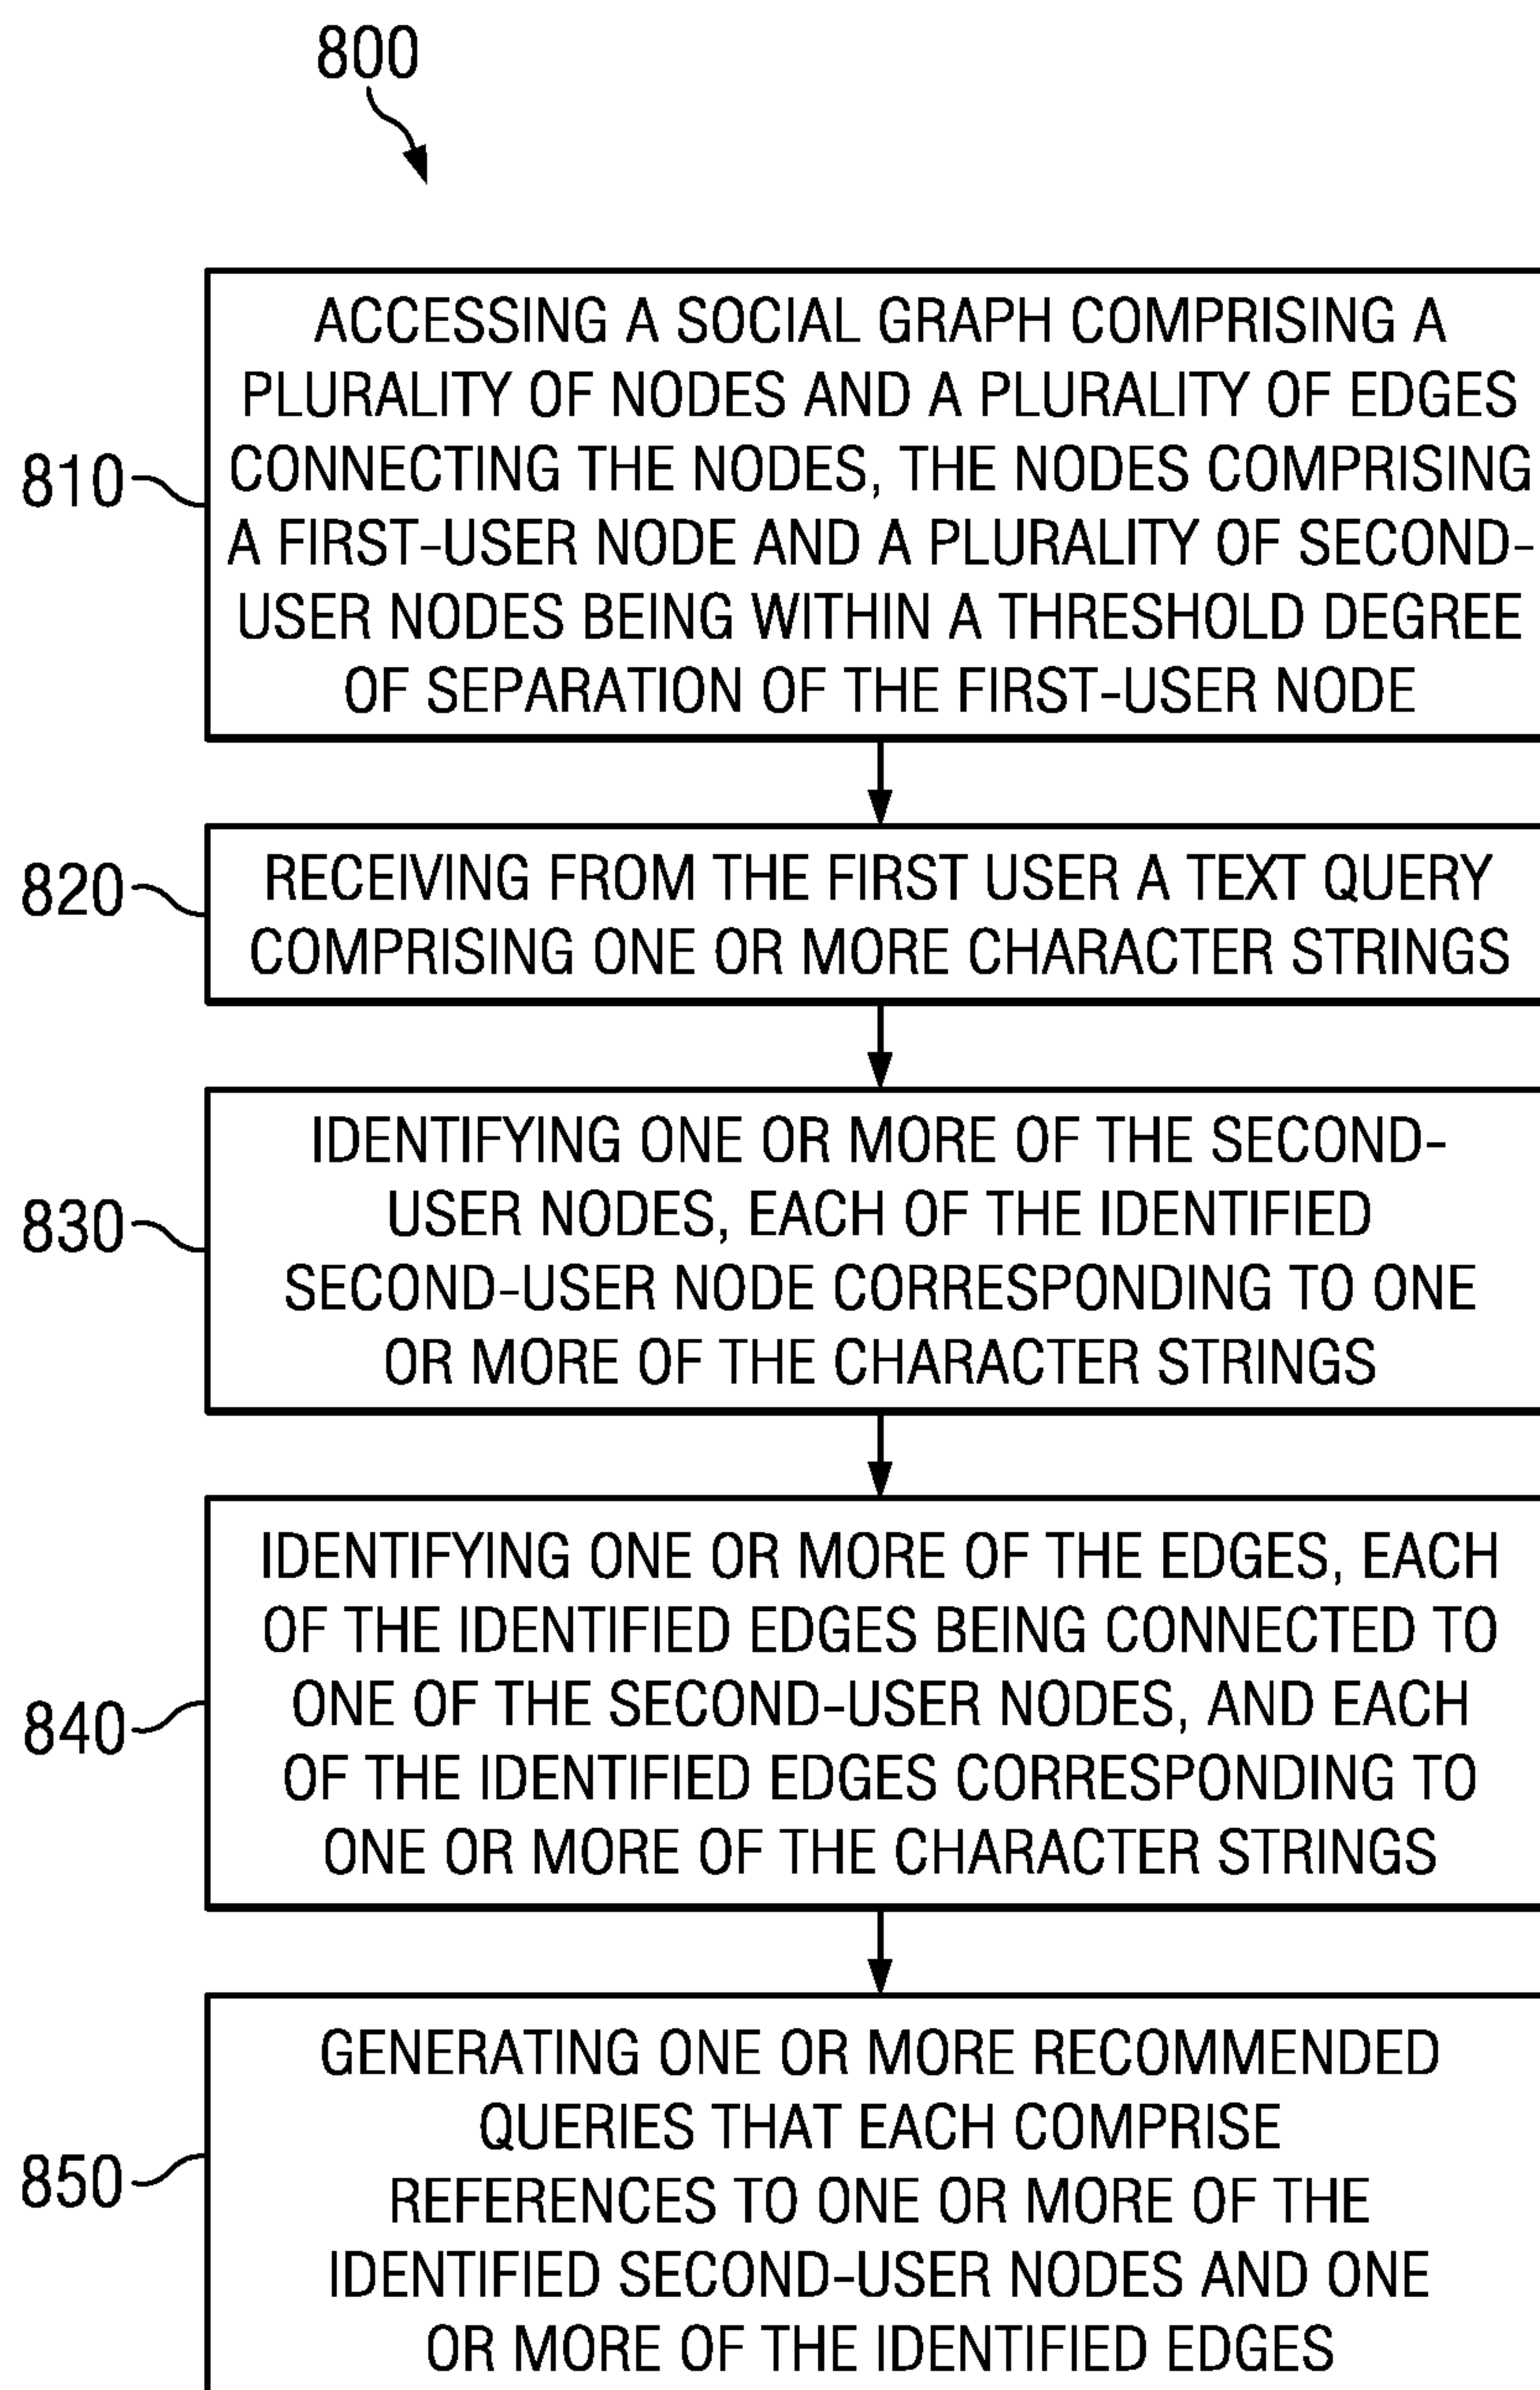 800
810
ACCESSING A SOCIAL GRAPH COMPRISING A
PLURALITY OF NODES AND A PLURALITY OF EDGES
CONNECTING THE NODES, THE NODES COMPRISING
A FIRST-USER NODE AND A PLURALITY OF SECOND-
USER NODES BEING WITHIN A THRESHOLD DEGREE
OF SEPARATION OF THE FIRST-USER NODE
820
RECEIVING FROM THE FIRST USER A TEXT QUERY
COMPRISING ONE OR MORE CHARACTER STRINGS
830
IDENTIFYING ONE OR MORE OF THE SECOND-
USER NODES, EACH OF THE IDENTIFIED
SECOND-USER NODE CORRESPONDING TO ONE
OR MORE OF THE CHARACTER STRINGS
840
IDENTIFYING ONE OR MORE OF THE EDGES, EACH
OF THE IDENTIFIED EDGES BEING CONNECTED TO
ONE OF THE SECOND-USER NODES, AND EACH
OF THE IDENTIFIED EDGES CORRESPONDING TO
ONE OR MORE OF THE CHARACTER STRINGS
850
GENERATING ONE OR MORE RECOMMENDED
QUERIES THAT EACH COMPRISE
REFERENCES TO ONE OR MORE OF THE
IDENTIFIED SECOND-USER NODES AND ONE
OR MORE OF THE IDENTIFIED EDGES